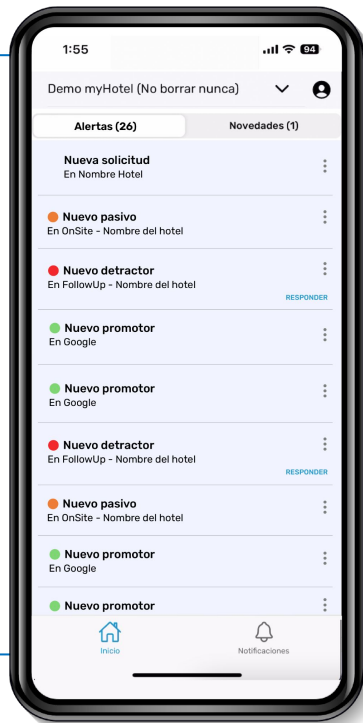 1:55
94
Demo myHotel (No borrar nunca)
Alertas (26)
Novedades (1)
Nueva solicitud
En Nombre Hotel
Nuevo pasivo
En OnSite - Nombre del hotel
Nuevo detractor
En FollowUp - Nombre del hotel
RESPONDER
Nuevo promotor
En Google
Nuevo promotor
En Google
Nuevo detractor
En FollowUp - Nombre del hotel
RESPONDER
Nuevo pasivo
En OnSite - Nombre del hotel
Nuevo promotor
En Google
Nuevo promotor
Inicio
Notificaciones